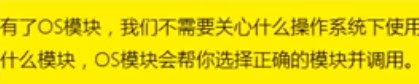 有了OS模块，我们不需要关心什么操作系统下使用
什么模块，OS模块会帮你选择正确的模块并调用。